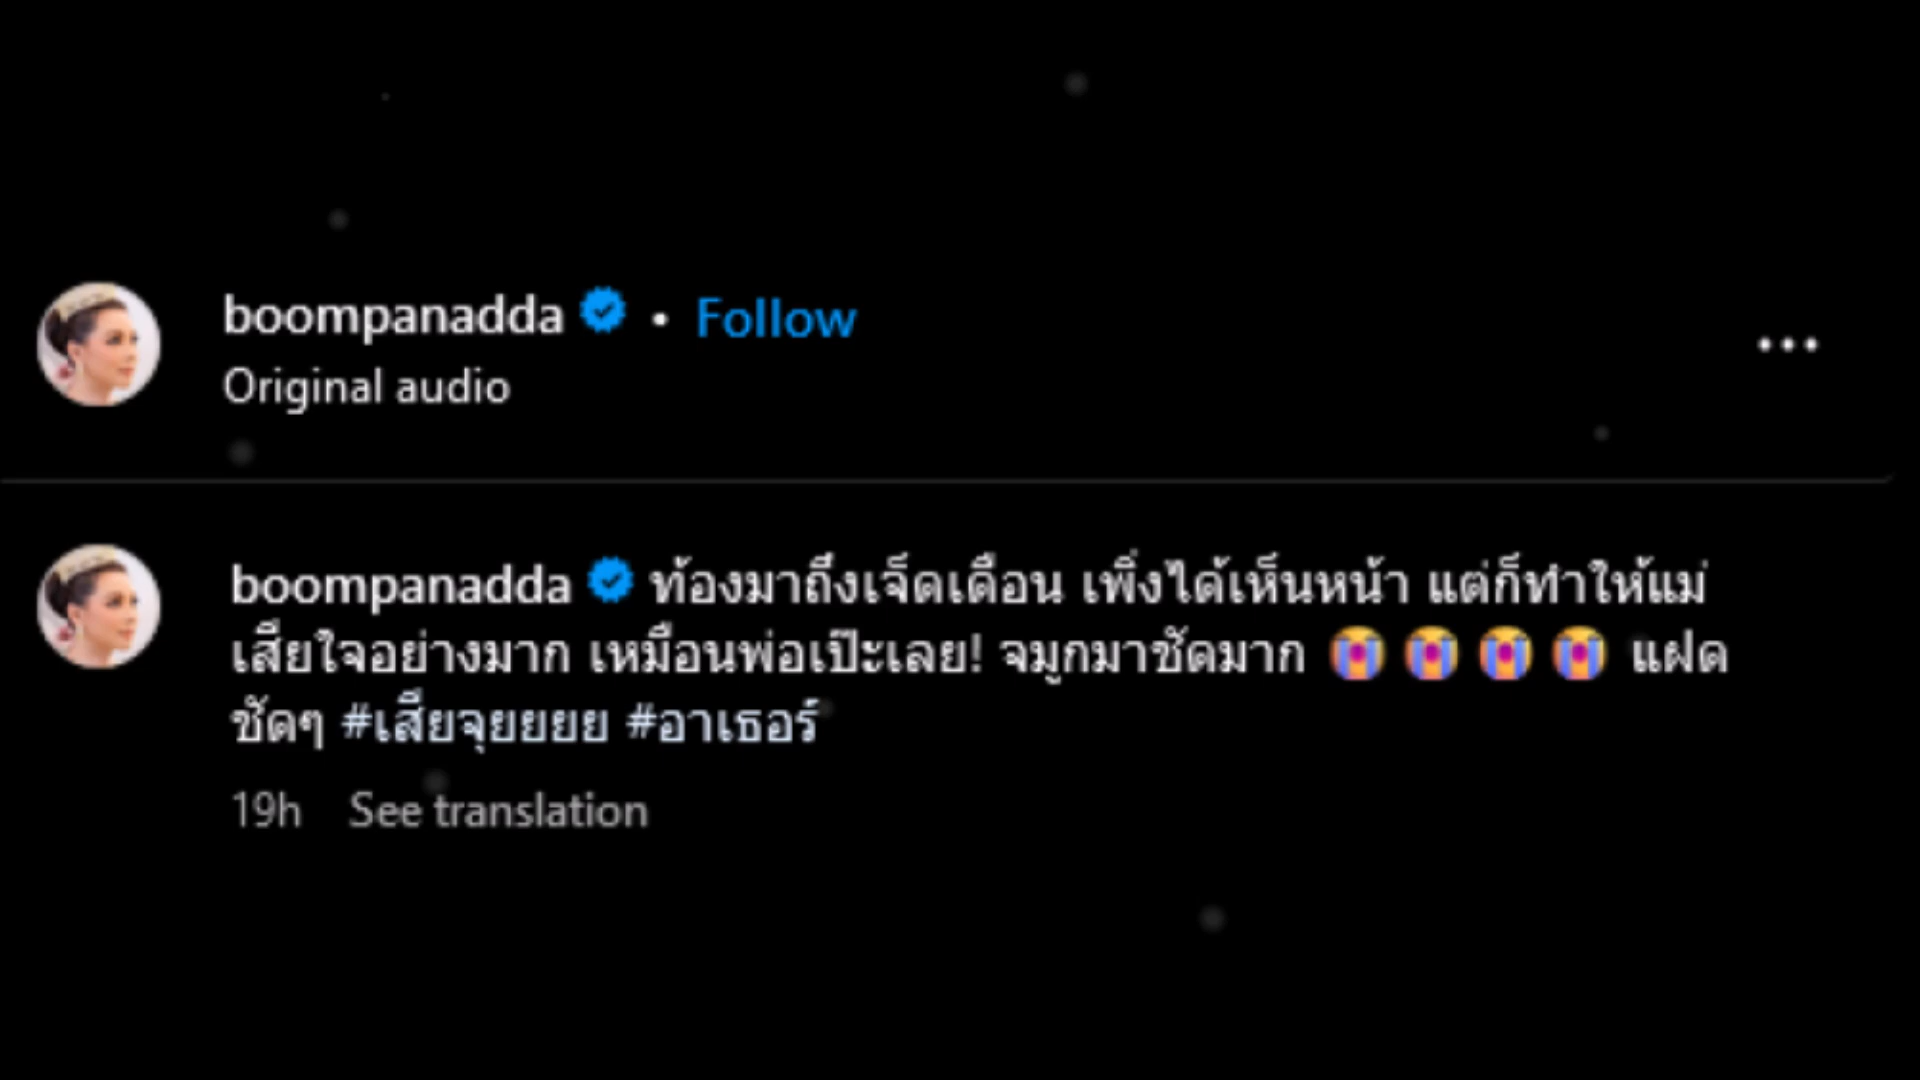 boompanadda • Follow
Original audio
...
boompanadda ท้องมาถึงเจ็ดเดือน เพิ่งได้เห็นหน้า แต่ก็ทำให้แม่
เสียใจอย่างมาก เหมือนพ่อเป๊ะเลย! จมูกมาชัดมาก 😭😭😭😭 แฝด
ชัดๆ #เสียจุยยยยย #อาเธอร์
19h See translation